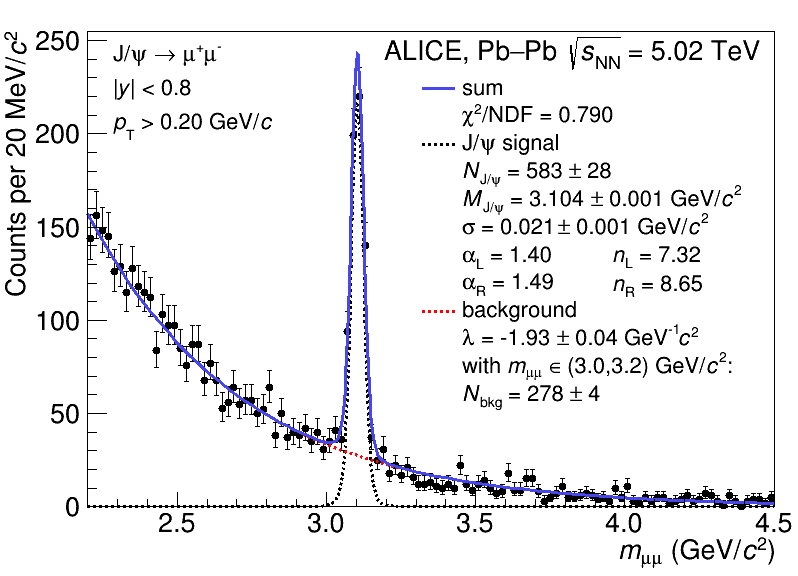 ALICE, Pb–Pb √s_NN = 5.02 TeV
J/ψ → μ⁺μ⁻
|y| < 0.8
p_T > 0.20 GeV/c
sum
χ²/NDF = 0.790
J/ψ signal
N_J/ψ = 583 ± 28
M_J/ψ = 3.104 ± 0.001 GeV/c²
σ = 0.021 ± 0.001 GeV/c²
α_L = 1.40 n_L = 7.32
α_R = 1.49 n_R = 8.65
background
λ = -1.93 ± 0.04 GeV⁻¹c²
with m_μμ ∈ (3.0,3.2) GeV/c²:
N_bkg = 278 ± 4
Counts per 20 MeV/c²
250
200
150
100
50
0
2.5 3.0 3.5 4.0 4.5
m_μμ (GeV/c²)